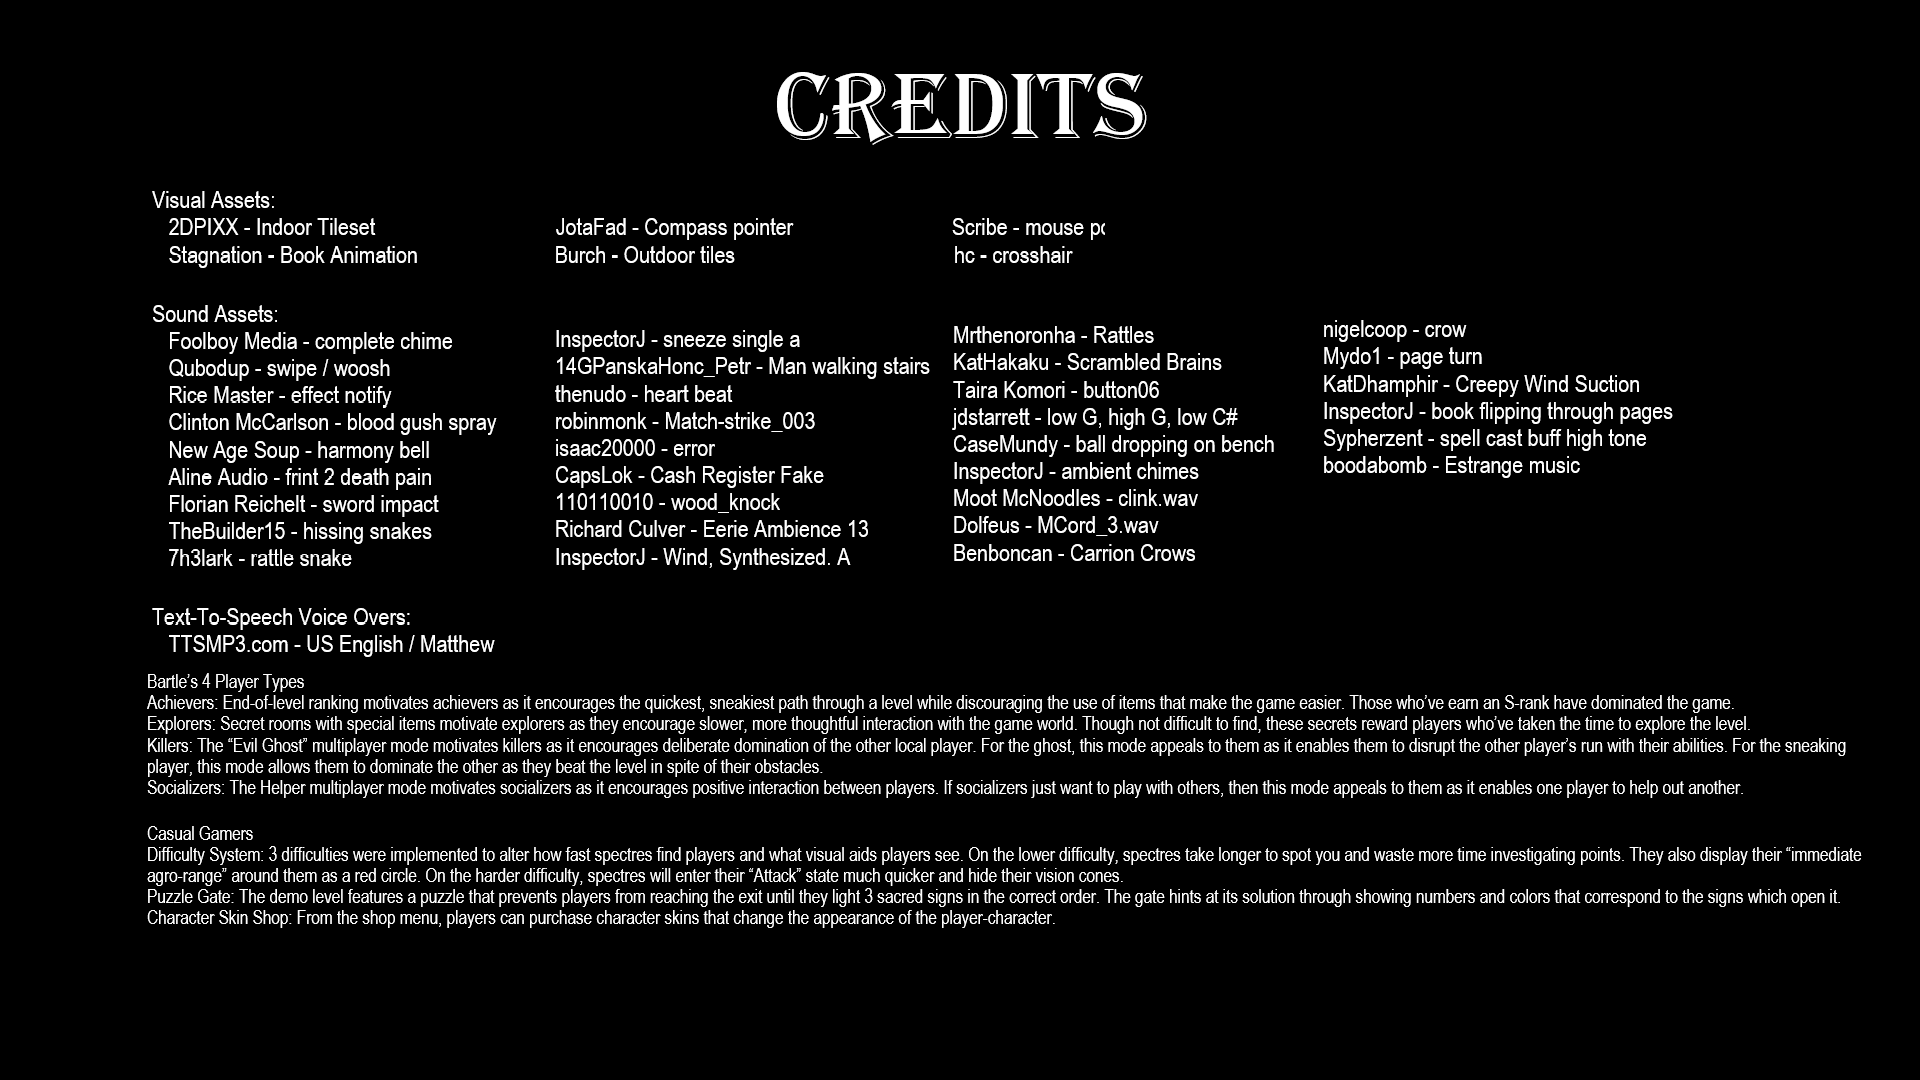 CREDITS
Visual Assets:
2DPIXX - Indoor Tileset
Stagnation - Book Animation
JotaFad - Compass pointer
Burch - Outdoor tiles
Scribe - mouse
hc - crosshair
Sound Assets:
Foolboy Media - complete chime
Qubodup - swipe / woosh
Rice Master - effect notify
Clinton McCarlson - blood gush spray
New Age Soup - harmony bell
Aline Audio - frint 2 death pain
Florian Reichelt - sword impact
TheBuilder15 - hissing snakes
7h3lark - rattle snake
InspectorJ - sneeze single a
14GPanskaHonc_Petr - Man walking stairs
thenudo - heart beat
robinmonk - Match-strike_003
isaac20000 - error
CapsLok - Cash Register Fake
110110010 - wood_knock
Richard Culver - Eerie Ambience 13
InspectorJ - Wind, Synthesized. A
Mrthenoronha - Rattles
KatHakaku - Scrambled Brains
Taira Komori - button06
jdstarrett - low G, high G, low C#
CaseMundy - ball dropping on bench
InspectorJ - ambient chimes
Moot McNoodles - clink.wav
Dolfeus - MCord_3.wav
Benboncan - Carrion Crows
nigelcoop - crow
Mydo1 - page turn
KatDhamphir - Creepy Wind Suction
InspectorJ - book flipping through pages
Sypherzent - spell cast buff high tone
boodabomb - Estrange music
Text-To-Speech Voice Overs:
TTSMP3.com - US English / Matthew
Bartle’s 4 Player Types
Achievers: End-of-level ranking motivates achievers as it encourages the quickest, sneakiest path through a level while discouraging the use of items that make the game easier. Those who’ve earn an S-rank have dominated the game.
Explorers: Secret rooms with special items motivate explorers as they encourage slower, more thoughtful interaction with the game world. Though not difficult to find, these secrets reward players who’ve taken the time to explore the level.
Killers: The “Evil Ghost” multiplayer mode motivates killers as it encourages deliberate domination of the other local player. For the ghost, this mode appeals to them as it enables them to disrupt the other player’s run with their abilities. For the sneaking
player, this mode allows them to dominate the other as they beat the level in spite of their obstacles.
Socializers: The Helper multiplayer mode motivates socializers as it encourages positive interaction between players. If socializers just want to play with others, then this mode appeals to them as it enables one player to help out another.
Casual Gamers
Difficulty System: 3 difficulties were implemented to alter how fast spectres find players and what visual aids players see. On the lower difficulty, spectres take longer to spot you and waste more time investigating points. They also display their “immediate
agro-range” around them as a red circle. On the harder difficulty, spectres will enter their “Attack” state much quicker and hide their vision cones.
Puzzle Gate: The demo level features a puzzle that prevents players from reaching the exit until they light 3 sacred signs in the correct order. The gate hints at its solution through showing numbers and colors that correspond to the signs which open it.
Character Skin Shop: From the shop menu, players can purchase character skins that change the appearance of the player-character.